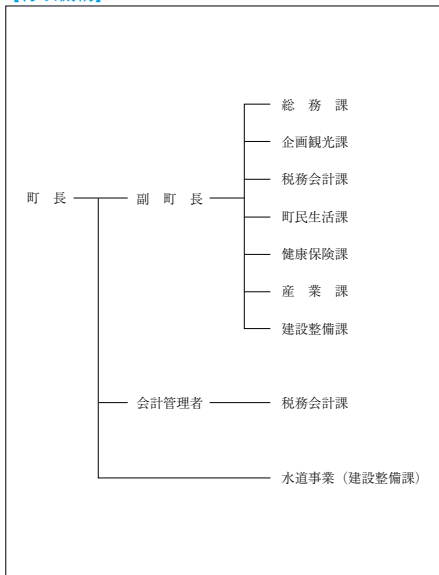 総務課
企画観光課
税務会計課
町長 副町長 町民生活課
健康保険課
産業課
建設整備課
会計管理者 税務会計課
水道事業（建設整備課）